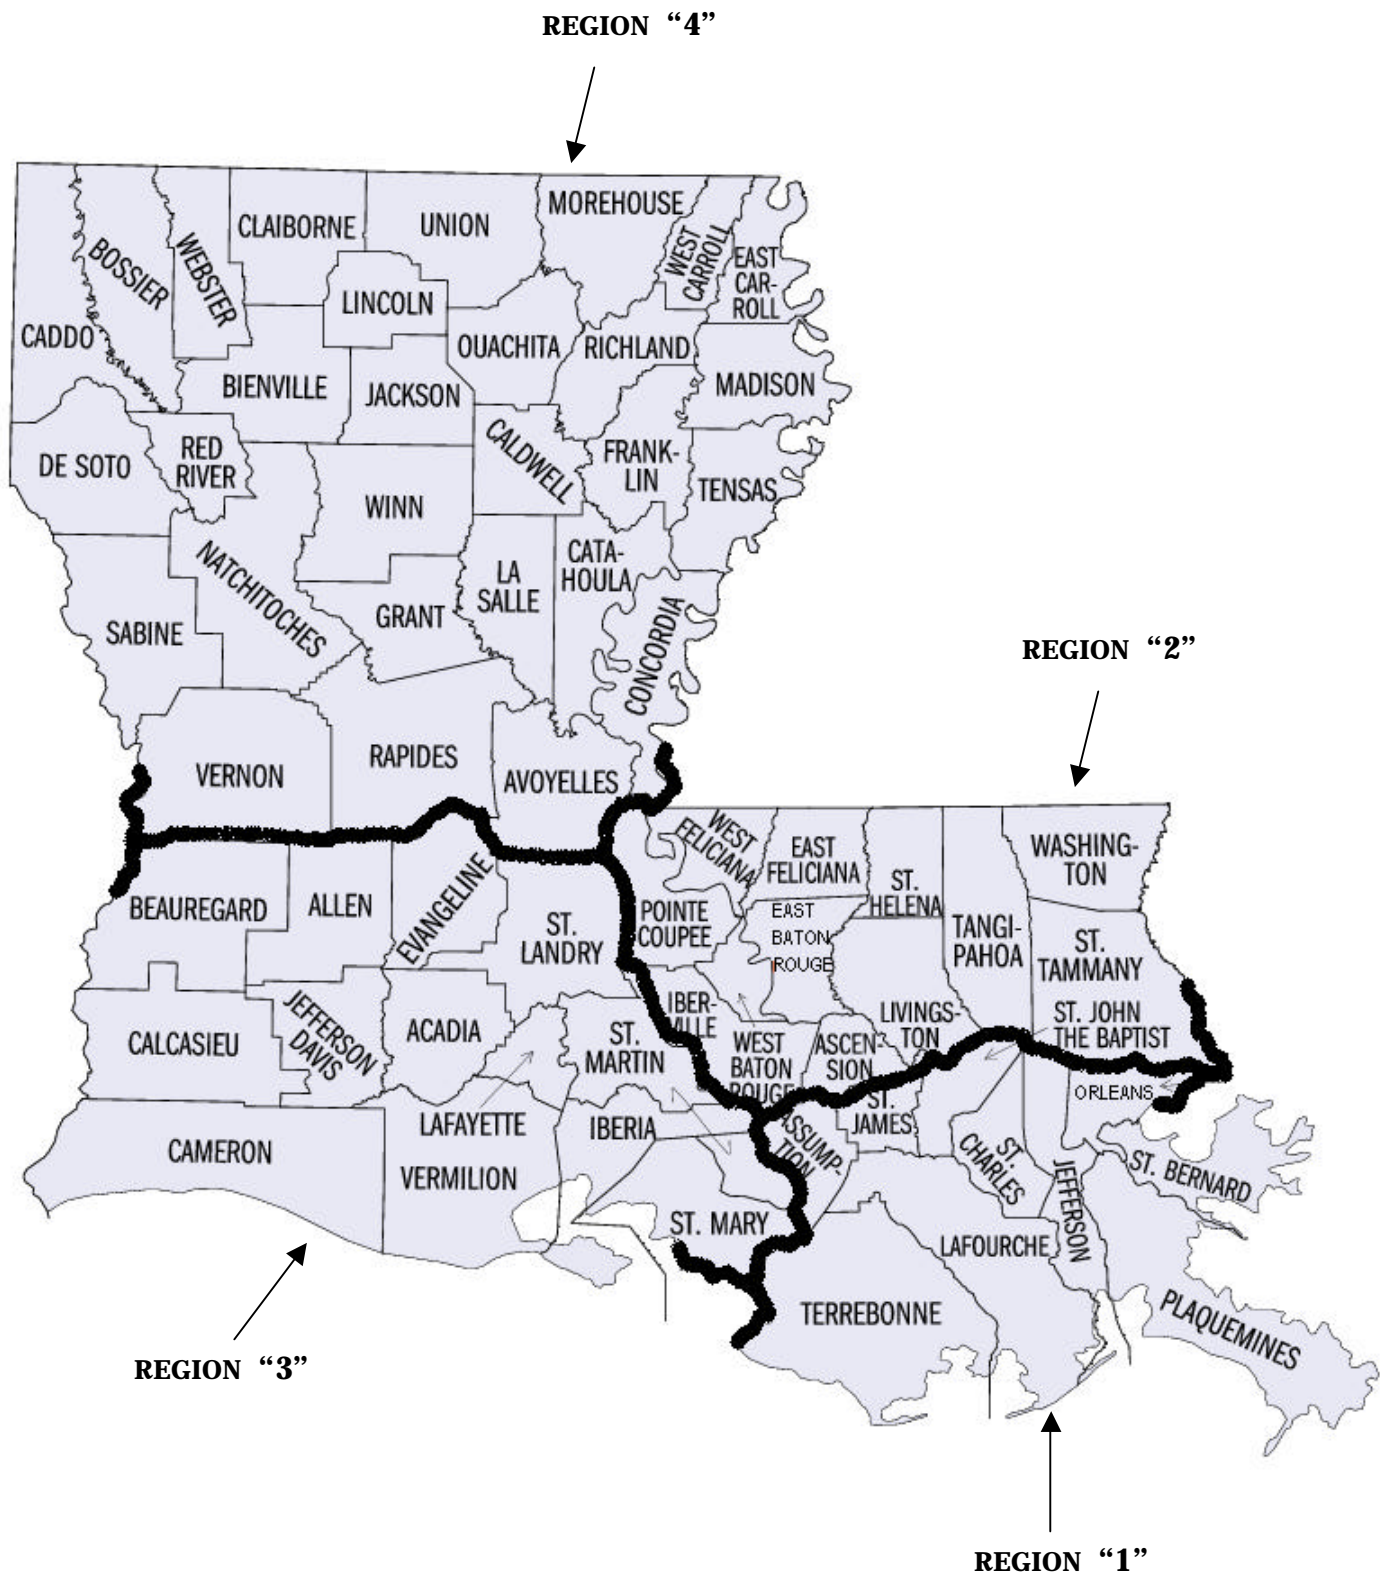 REGION “4”
MOREHOUSE
CLAIBORNE
UNION
WEST
CARROLL
EAST
CAR-
ROLL
BOSSIER
WEBSTER
LINCOLN
CADDO
OUACHITA
RICHLAND
BIENVILLE
JACKSON
MADISON
DE SOTO
RED
RIVER
CALDWELL
FRANK-
LIN
TENSAS
WINN
NATCHITOCHES
LA
SALLE
CATA-
HOULA
GRANT
SABINE
CONCORDIA
REGION “2”
VERNON
RAPIDES
AVOYELLES
WEST
FELICIANA
EAST
FELICIANA
ST.
HELENA
WASHING-
TON
BEAUREGARD
ALLEN
EVANGELINE
ST.
LANDRY
POINTE
COUPEE
EAST
BATON
ROUGE
TANGI-
PAHOA
ST.
TAMMANY
CALCASIEU
JEFFERSON
DAVIS
ACADIA
ST.
MARTIN
IBER-
VILLE
WEST
BATON
ROUGE
ASCEN-
SION
LIVINGS-
TON
ST. JOHN
THE BAPTIST
ORLEANS
CAMERON
LAFAYETTE
VERMILION
IBERIA
ASSUMP-
TION
ST.
JAMES
ST.
CHARLES
JEFFERSON
ST. BERNARD
ST. MARY
LAFOURCHE
TERREBONNE
PLAQUEMINES
REGION “3”
REGION “1”